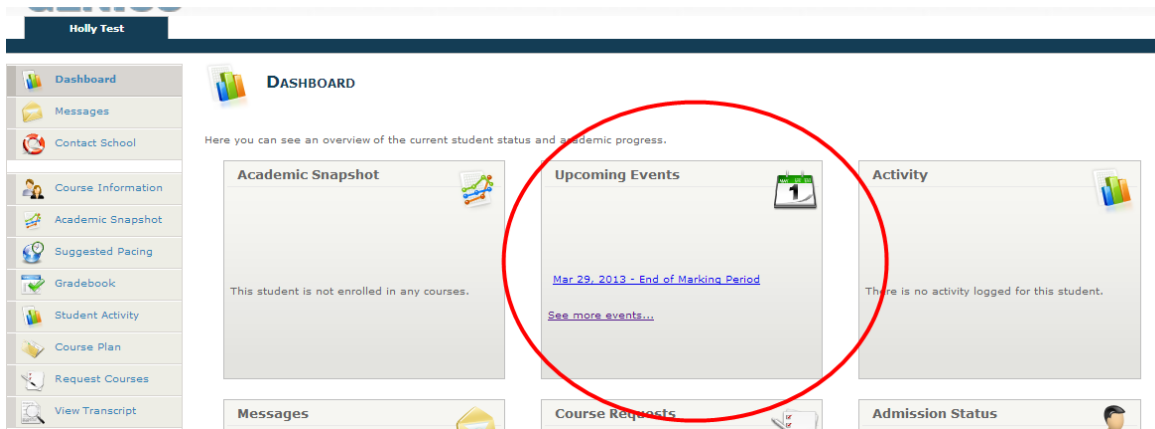 Holly Test
Dashboard
Messages
Contact School
Course Information
Academic Snapshot
Suggested Pacing
Gradebook
Student Activity
Course Plan
Request Courses
View Transcript
DASHBOARD
Here you can see an overview of the current student status and academic progress.
Academic Snapshot
This student is not enrolled in any courses.
Upcoming Events
1
Mar 29, 2013 - End of Marking Period
See more events...
Activity
There is no activity logged for this student.
Messages
Course Requests
Admission Status